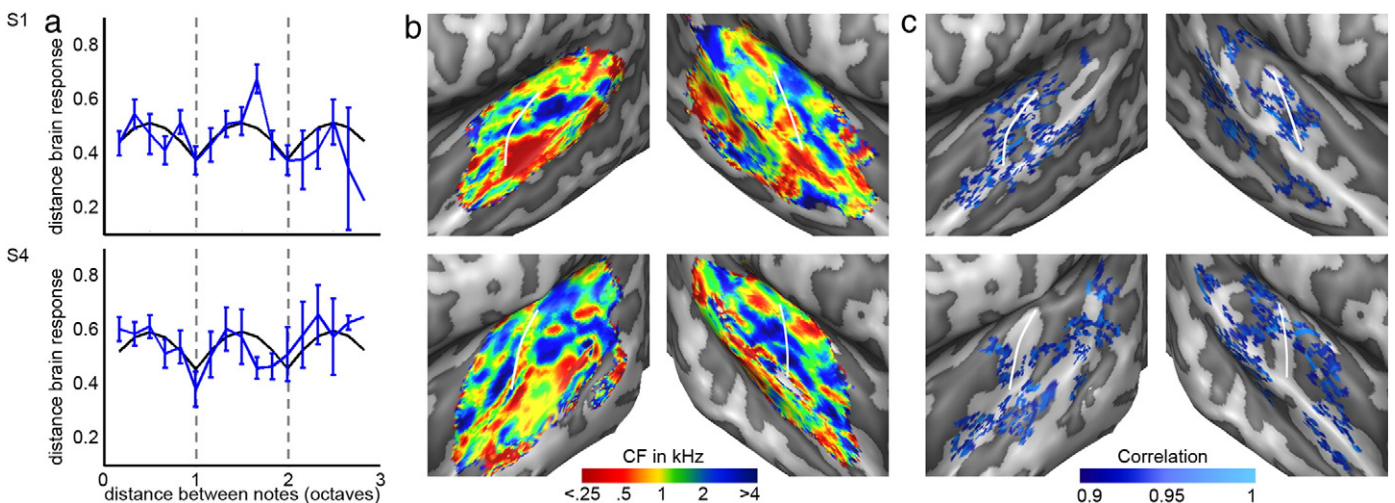 S1
a
b
c
distance brain response
0.8
0.6
0.4
0.2
S4
distance brain response
0.8
0.6
0.4
0.2
0
1
2
3
distance between notes (octaves)
CF in kHz
<.25 .5 1 2 >4
Correlation
0.9 0.95 1